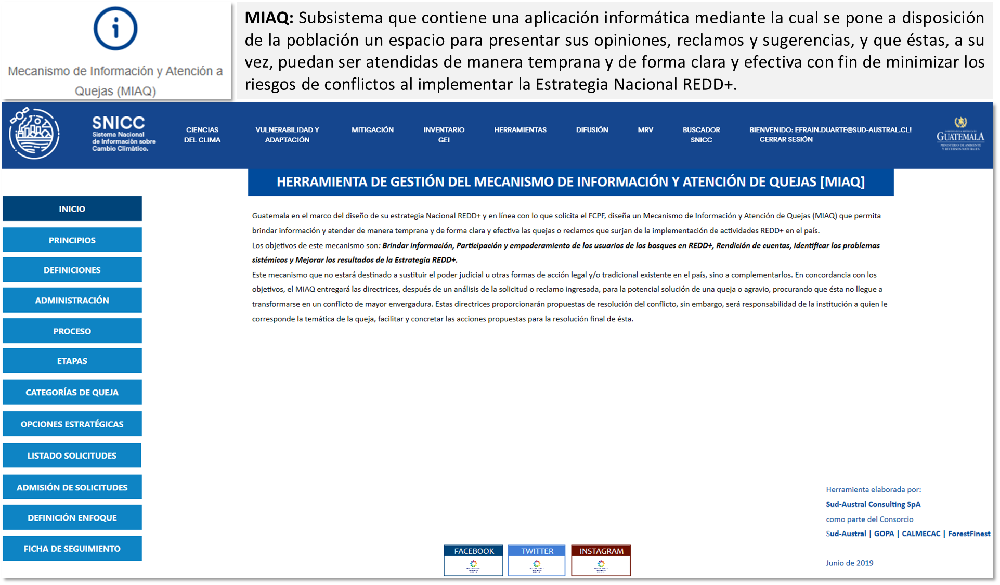 Mecanismo de Información y Atención a
Quejas (MIAQ)
MIAQ: Subsistema que contiene una aplicación informática mediante la cual se pone a disposición
de la población un espacio para presentar sus opiniones, reclamos y sugerencias, y que éstas, a su
vez, puedan ser atendidas de manera temprana y de forma clara y efectiva con fin de minimizar los
riesgos de conflictos al implementar la Estrategia Nacional REDD+.
SNICC
Sistema Nacional
de Información sobre
Cambio Climático.
CIENCIAS
DEL CLIMA
VULNERABILIDAD Y
ADAPTACIÓN
MITIGACIÓN
INVENTARIO
GEI
HERRAMIENTAS
DIFUSIÓN
MRV
BUSCADOR
SNICC
BIENVENIDO: EFRAIN.DUARTE@SUD-AUSTRAL.CL!
CERRAR SESIÓN
GUATEMALA
MINISTERIO DE AMBIENTE
Y RECURSOS NATURALES
HERRAMIENTA DE GESTIÓN DEL MECANISMO DE INFORMACIÓN Y ATENCIÓN DE QUEJAS [MIAQ]
INICIO
PRINCIPIOS
DEFINICIONES
ADMINISTRACIÓN
PROCESO
ETAPAS
CATEGORÍAS DE QUEJA
OPCIONES ESTRATÉGICAS
LISTADO SOLICITUDES
ADMISIÓN DE SOLICITUDES
DEFINICIÓN ENFOQUE
FICHA DE SEGUIMIENTO
Guatemala en el marco del diseño de su estrategia Nacional REDD+ y en línea con lo que solicita el FCPF, diseña un Mecanismo de Información y Atención de Quejas (MIAQ) que permita
brindar información y atender de manera temprana y de forma clara y efectiva las quejas o reclamos que surjan de la implementación de actividades REDD+ en el país.
Los objetivos de este mecanismo son: Brindar información, Participación y empoderamiento de los usuarios de los bosques en REDD+, Rendición de cuentas, Identificar los problemas
sistémicos y Mejorar los resultados de la Estrategia REDD+.
Este mecanismo que no estará destinado a sustituir el poder judicial u otras formas de acción legal y/o tradicional existente en el país, sino a complementarlos. En concordancia con los
objetivos, el MIAQ entregará las directrices, después de un análisis de la solicitud o reclamo ingresada, para la potencial solución de una queja o agravio, procurando que ésta no llegue a
transformarse en un conflicto de mayor envergadura. Estas directrices proporcionarán propuestas de resolución del conflicto, sin embargo, será responsabilidad de la institución a quien le
corresponde la temática de la queja, facilitar y concretar las acciones propuestas para la resolución final de ésta.
Herramienta elaborada por:
Sud-Austral Consulting SpA
como parte del Consorcio
Sud-Austral | GOPA | CALMECAC | ForestFinest
Junio de 2019
FACEBOOK
TWITTER
INSTAGRAM